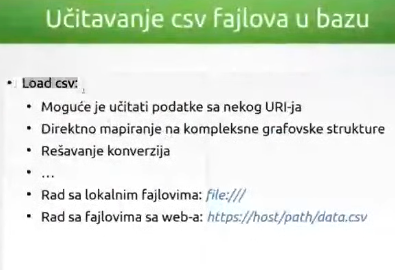 Učitavanje csv fajlova u bazu
• Load csv:
• Moguće je učitati podatke sa nekog URI-ja
• Direktno mapiranje na kompleksne grafovske strukture
• Rešavanje konverzija
• ...
• Rad sa lokalnim fajlovima: file:///
• Rad sa fajlovima sa web-a: https://host/path/data.csv